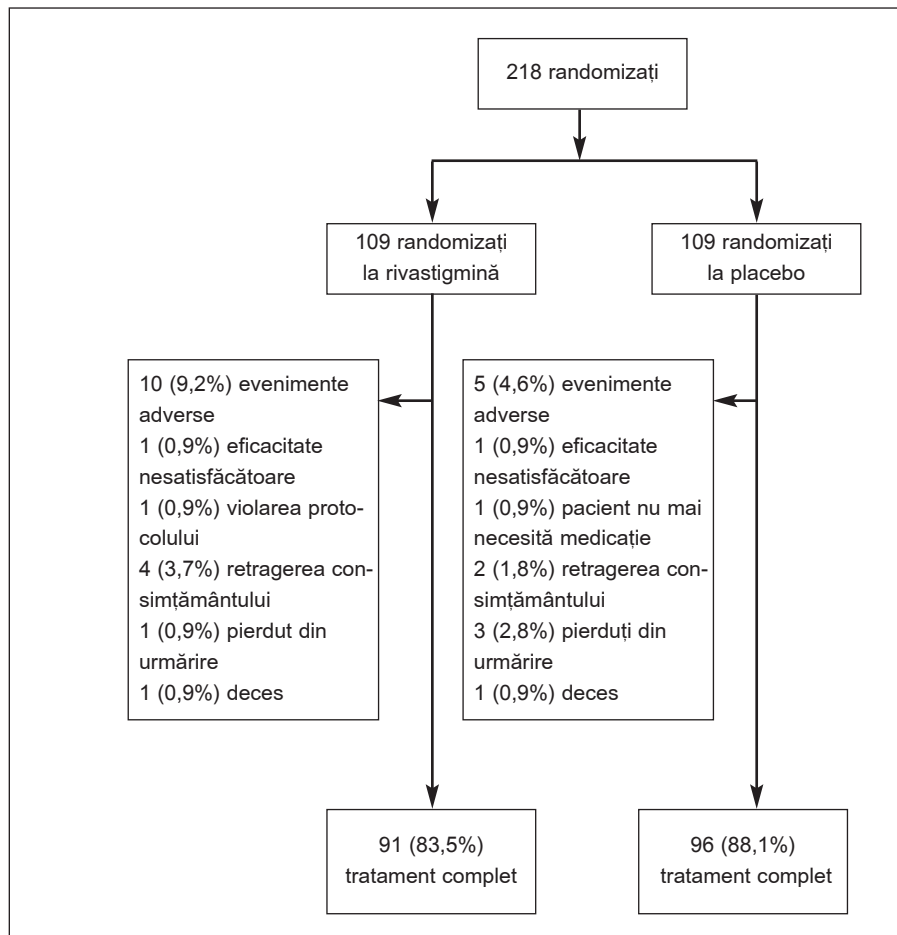 218 randomizați
109 randomizați
la rivastigmină
109 randomizați
la placebo
10 (9,2%) evenimente
adverse
1 (0,9%) eficacitate
nesatisfăcătoare
1 (0,9%) violarea proto-
colului
4 (3,7%) retragerea con-
simțământului
1 (0,9%) pierdut din
urmărire
1 (0,9%) deces
5 (4,6%) evenimente
adverse
1 (0,9%) eficacitate
nesatisfăcătoare
1 (0,9%) pacient nu mai
necesită medicație
2 (1,8%) retragerea con-
simțământului
3 (2,8%) pierduți din
urmărire
1 (0,9%) deces
91 (83,5%)
tratament complet
96 (88,1%)
tratament complet